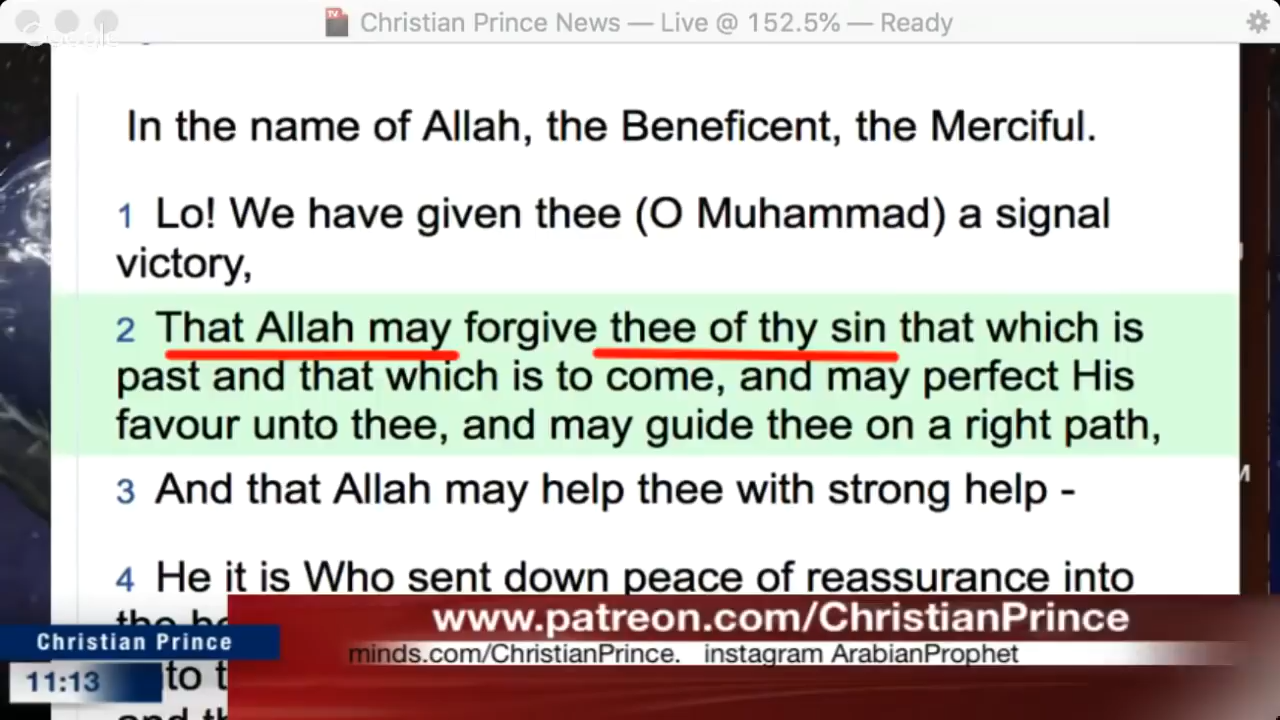 Christian Prince News — Live @ 152.5% — Ready
Google
In the name of Allah, the Beneficent, the Merciful.
1 Lo! We have given thee (O Muhammad) a signal
victory,
2 That Allah may forgive thee of thy sin that which is
past and that which is to come, and may perfect His
favour unto thee, and may guide thee on a right path,
3 And that Allah may help thee with strong help -
4 He it is Who sent down peace of reassurance into
www.patreon.com/ChristianPrince
Christian Prince
minds.com/ChristianPrince. instagram ArabianProphet
11:13